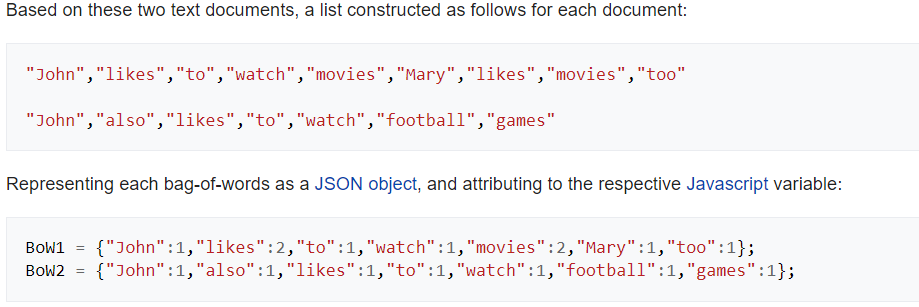 Based on these two text documents, a list constructed as follows for each document:
"John","likes","to","watch","movies","Mary","likes","movies","too"
"John","also","likes","to","watch","football","games"
Representing each bag-of-words as a JSON object, and attributing to the respective Javascript variable:
BoW1 = {"John":1,"likes":2,"to":1,"watch":1,"movies":2,"Mary":1,"too":1};
BoW2 = {"John":1,"also":1,"likes":1,"to":1,"watch":1,"football":1,"games":1};